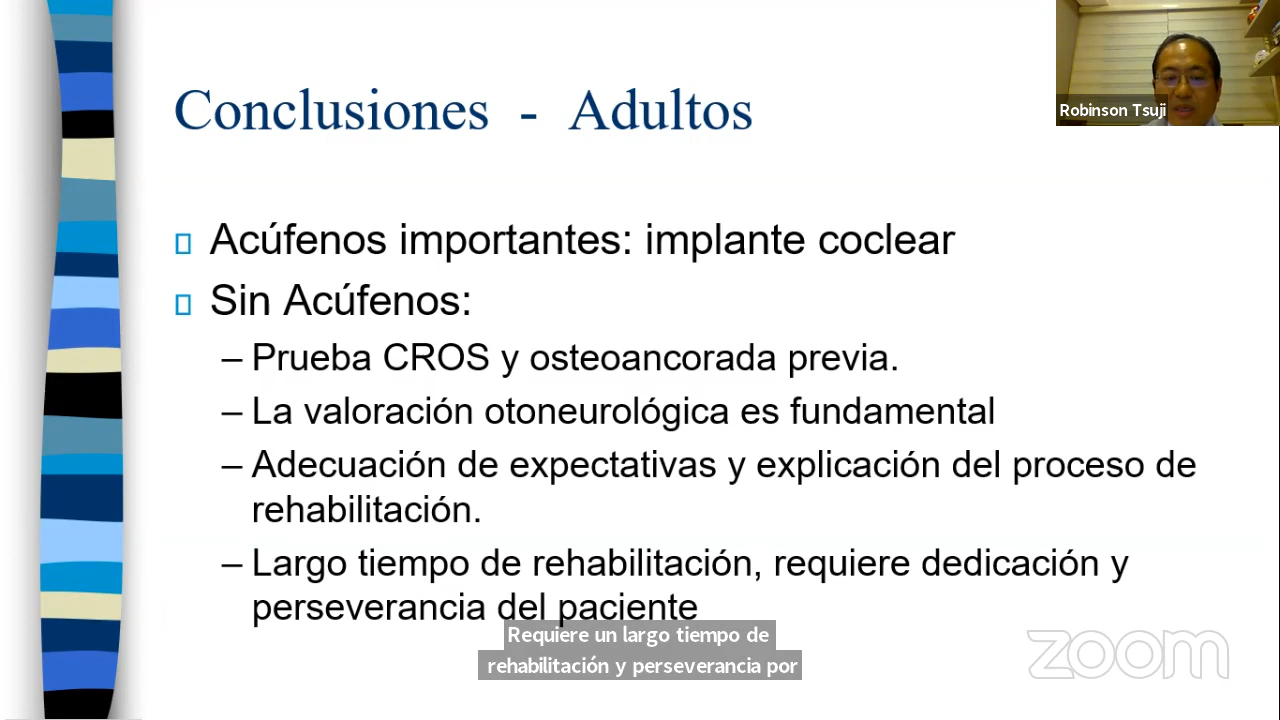 Conclusiones - Adultos
Robinson Tsuji
Acúfenos importantes: implante coclear
Sin Acúfenos:
– Prueba CROS y osteoancorada previa.
– La valoración otoneurológica es fundamental
– Adecuación de expectativas y explicación del proceso de
rehabilitación.
– Largo tiempo de rehabilitación, requiere dedicación y
perseverancia del paciente
Requiere un largo tiempo de
rehabilitación y perseverancia por
zoom